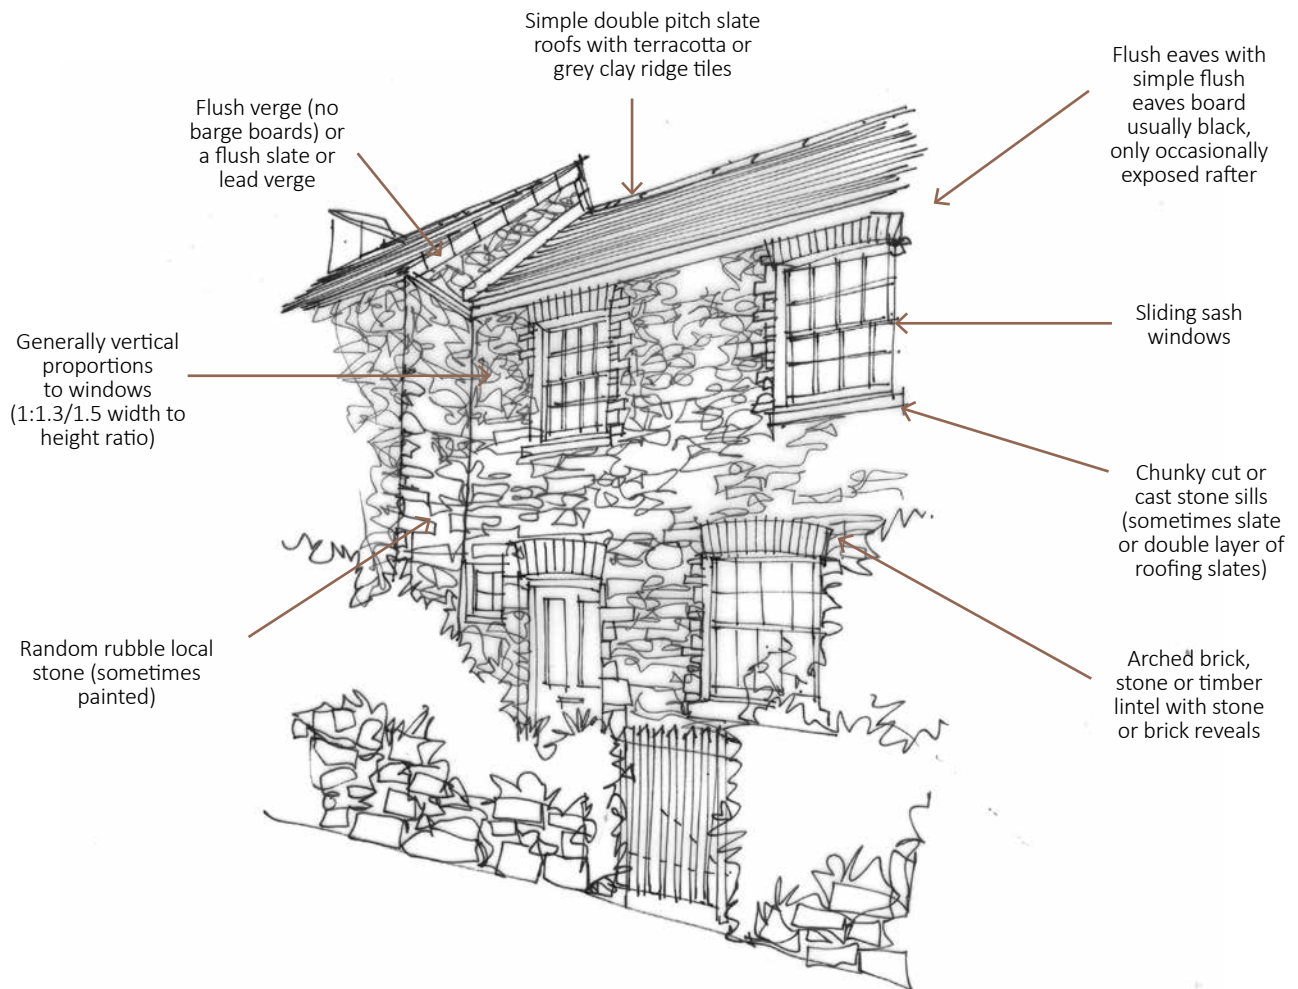 Simple double pitch slate
roofs with terracotta or
grey clay ridge tiles
Flush eaves with
simple flush
eaves board
usually black,
only occasionally
exposed rafter
Flush verge (no
barge boards) or
a flush slate or
lead verge
Sliding sash
windows
Generally vertical
proportions
to windows
(1:1.3/1.5 width to
height ratio)
Chunky cut or
cast stone sills
(sometimes slate
or double layer of
roofing slates)
Random rubble local
stone (sometimes
painted)
Arched brick,
stone or timber
lintel with stone
or brick reveals